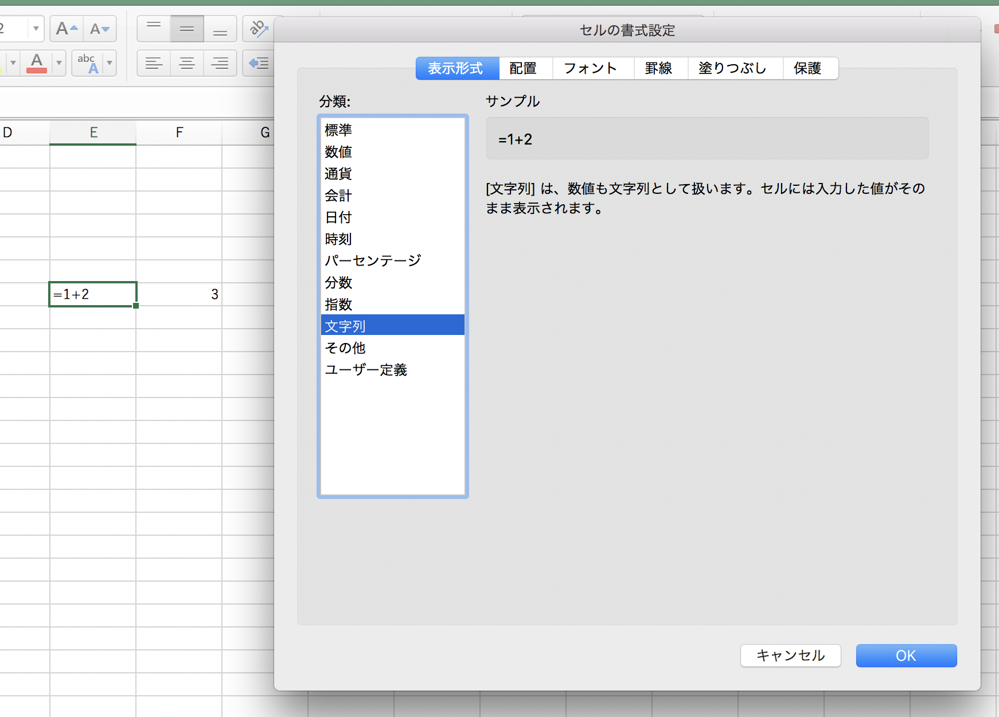 2
A
A
ab
A
abc
A
セルの書式設定
表示形式
配置
フォント
罫線
塗りつぶし
保護
分類:
サンプル
標準
数値
通貨
会計
日付
時刻
パーセンテージ
分数
指数
文字列
その他
ユーザー定義
=1+2
[文字列] は、数値も文字列として扱います。セルには入力した値がその
まま表示されます。
D
E
F
G
=1+2
3
キャンセル
OK